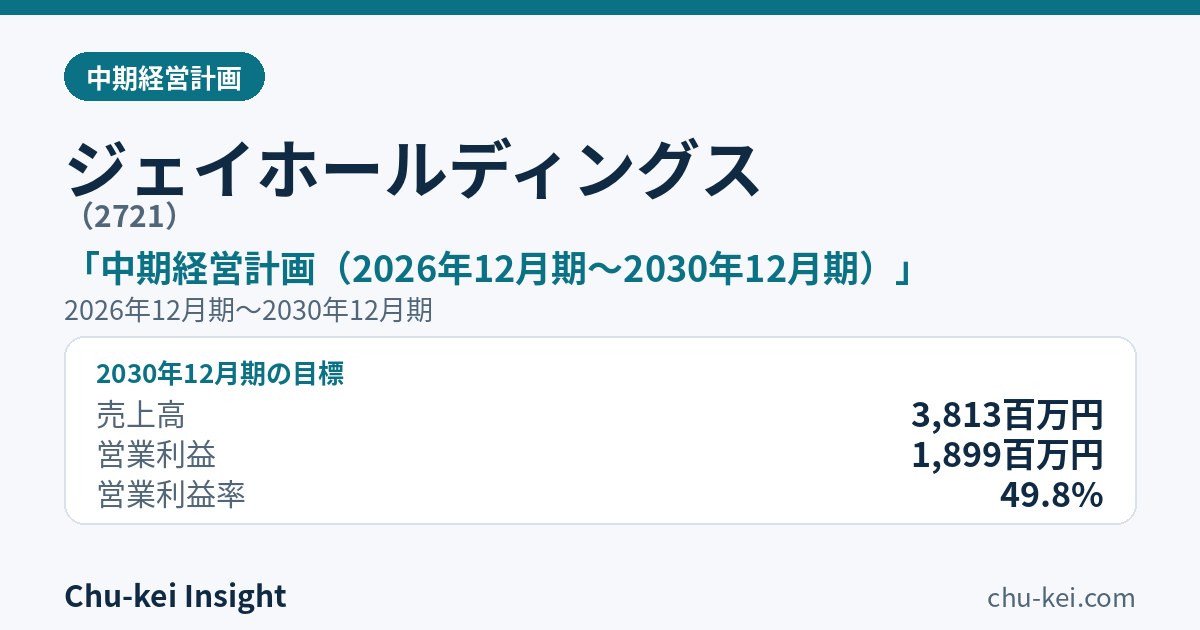 中期経営計画
ジェイホールディングス
（2721）
「中期経営計画（2026年12月期～2030年12月期）」
2026年12月期～2030年12月期
2030年12月期の目標
売上高 3,813百万円
営業利益 1,899百万円
営業利益率 49.8%
Chu-kei Insight chu-kei.com